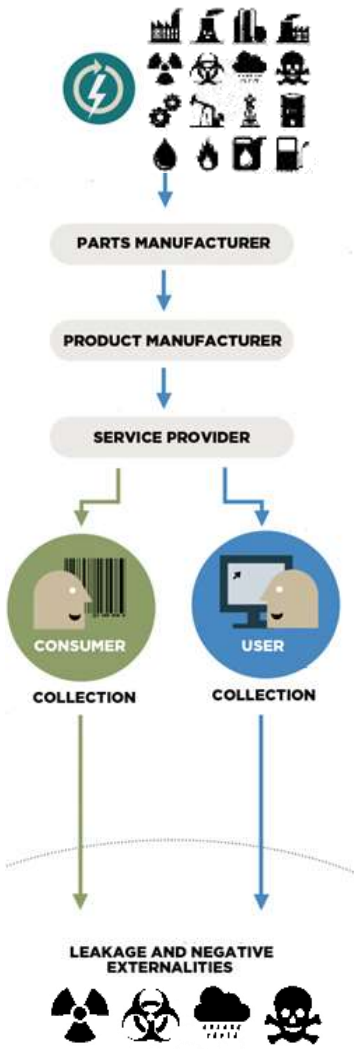 PARTS MANUFACTURER
PRODUCT MANUFACTURER
SERVICE PROVIDER
CONSUMER
USER
COLLECTION
COLLECTION
LEAKAGE AND NEGATIVE
EXTERNALITIES